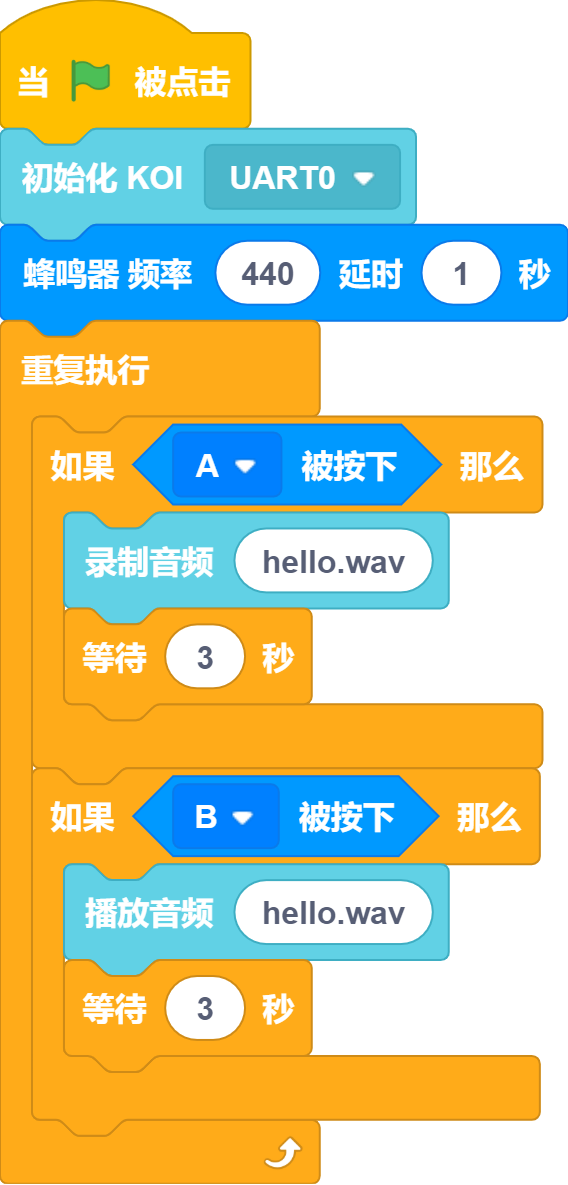 当 被点击
初始化 KOI UART0
蜂鸣器 频率 440 延时 1 秒
重复执行
如果 A 被按下 那么
录制音频 hello.wav
等待 3 秒
如果 B 被按下 那么
播放音频 hello.wav
等待 3 秒